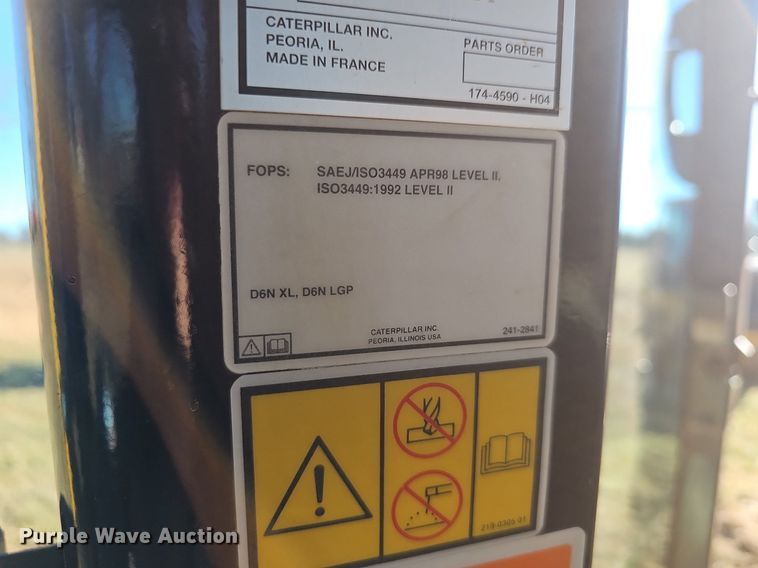 CATERPILLAR INC.
PEORIA, IL.
MADE IN FRANCE
PARTS ORDER
174-4590 - H04
FOPS: SAEJ/ISO3449 APR98 LEVEL II.
ISO3449:1992 LEVEL II
D6N XL, D6N LGP
CATERPILLAR INC.
PEORIA, ILLINOIS USA
241-2841
219-0306 01
Purple Wave Auction